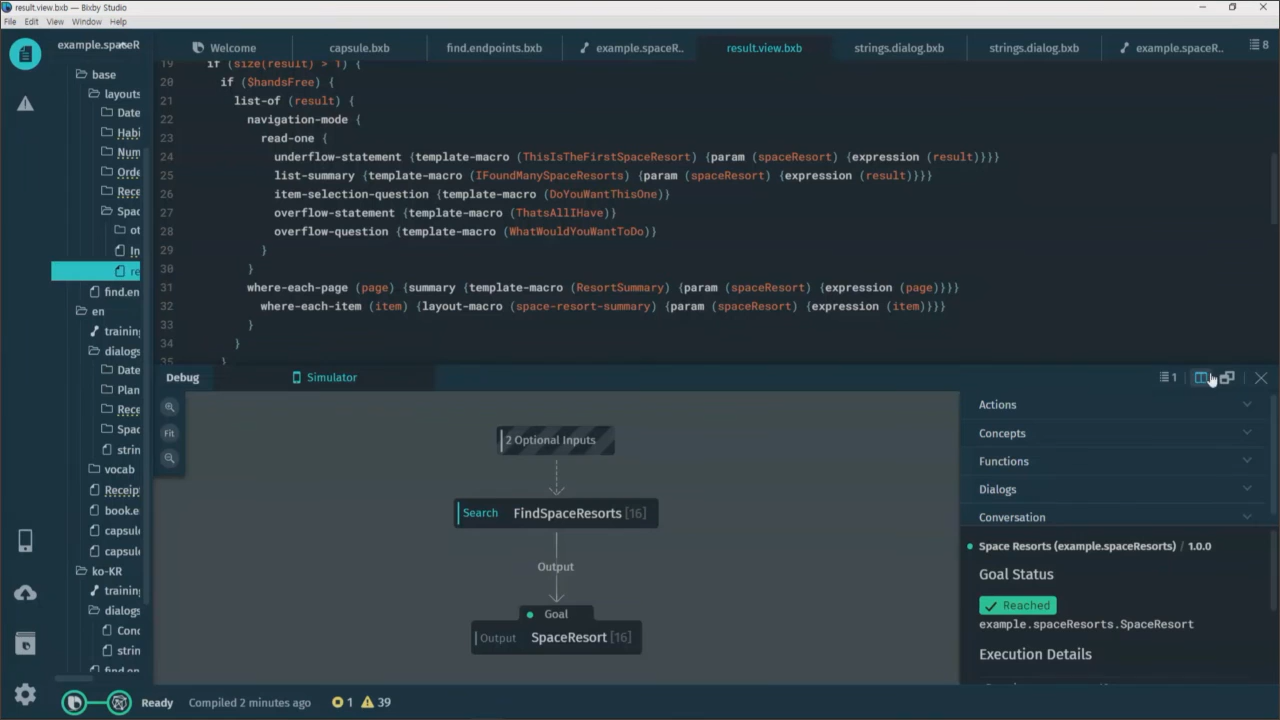 result.view.bxb — Bixby Studio
File Edit View Window Help
example.spaceR
Welcome
capsule.bxb
find.endpoints.bxb
example.spaceR..
result.view.bxb
strings.dialog.bxb
strings.dialog.bxb
example.spaceR..
8
base
layouts
Date
Habi
Num
Orde
Rece
Spac
ot
In
re
find.en
en
training
dialogs
Date
Plan
Rece
Spac
strin
vocab
Receip
book.e
capsul
capsul
ko-KR
training
dialogs
Conc
strin
find.en
19 if (size(result) > 1) {
20 if ($handsFree) {
21 list-of (result) {
22 navigation-mode {
23 read-one {
24 underflow-statement {template-macro (ThisIsTheFirstSpaceResort) {param (spaceResort) {expression (result)}}}
25 list-summary {template-macro (IFoundManySpaceResorts) {param (spaceResort) {expression (result)}}}
26 item-selection-question {template-macro (DoYouWantThisOne)}
27 overflow-statement {template-macro (ThatsAllIHave)}
28 overflow-question {template-macro (WhatWouldYouWantToDo)}
29 }
30 }
31 where-each-page (page) {summary {template-macro (ResortSummary) {param (spaceResort) {expression (page)}}}
32 where-each-item (item) {layout-macro (space-resort-summary) {param (spaceResort) {expression (item)}}}
33 }
34 }
35 }
Debug
Simulator
1
Fit
2 Optional Inputs
Search FindSpaceResorts [16]
Output
Goal
Output SpaceResort [16]
Actions
Concepts
Functions
Dialogs
Conversation
Space Resorts (example.spaceResorts) / 1.0.0
Goal Status
Reached
example.spaceResorts.SpaceResort
Execution Details
Ready
Compiled 2 minutes ago
1
39